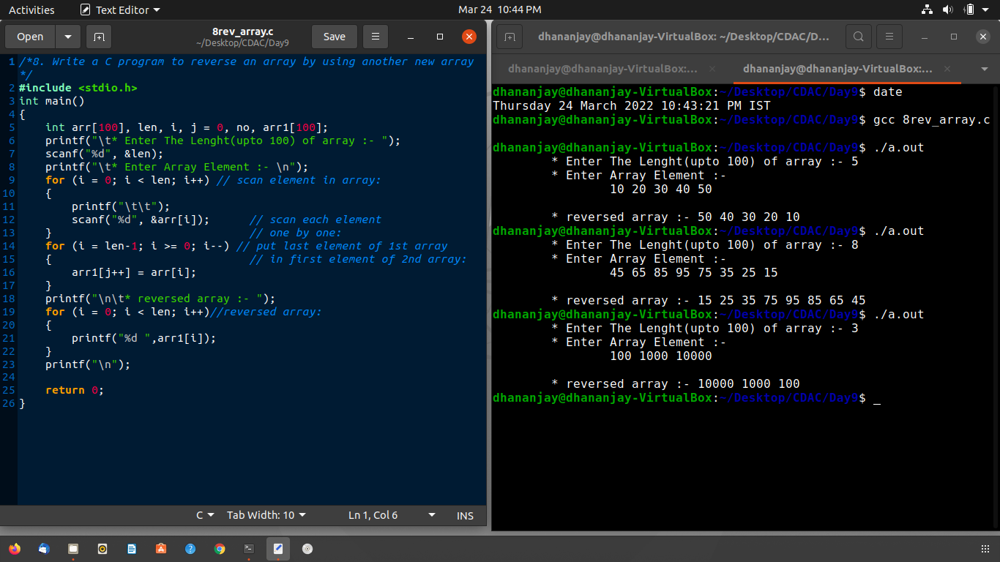 Activities Text Editor Mar 24 10:44 PM
Open 8rev_array.c Save
~/Desktop/CDAC/Day9
1 /*8. Write a C program to reverse an array by using another new array
*/
2 #include <stdio.h>
3 int main()
4 {
5 int arr[100], len, i, j = 0, no, arr1[100];
6 printf("\t* Enter The Lenght(upto 100) of array :- ");
7 scanf("%d", &len);
8 printf("\t* Enter Array Element :- \n");
9 for (i = 0; i < len; i++) // scan element in array:
10 {
11 printf("\t\t");
12 scanf("%d", &arr[i]); // scan each element
13 } // one by one:
14 for (i = len-1; i >= 0; i--) // put last element of 1st array
15 { // in first element of 2nd array:
16 arr1[j++] = arr[i];
17 }
18 printf("\n\t* reversed array :- ");
19 for (i = 0; i < len; i++)//reversed array:
20 {
21 printf("%d ",arr1[i]);
22 }
23 printf("\n");
24
25 return 0;
26 }
C Tab Width: 10 Ln 1, Col 6 INS
dhananjay@dhananjay-VirtualBox: ~/Desktop/CDAC/D...
dhananjay@dhananjay-VirtualBox:... dhananjay@dhananjay-VirtualBox:...
dhananjay@dhananjay-VirtualBox:~/Desktop/CDAC/Day9$ date
Thursday 24 March 2022 10:43:21 PM IST
dhananjay@dhananjay-VirtualBox:~/Desktop/CDAC/Day9$ gcc 8rev_array.c
dhananjay@dhananjay-VirtualBox:~/Desktop/CDAC/Day9$ ./a.out
* Enter The Lenght(upto 100) of array :- 5
* Enter Array Element :-
10 20 30 40 50
* reversed array :- 50 40 30 20 10
dhananjay@dhananjay-VirtualBox:~/Desktop/CDAC/Day9$ ./a.out
* Enter The Lenght(upto 100) of array :- 8
* Enter Array Element :-
45 65 85 95 75 35 25 15
* reversed array :- 15 25 35 75 95 85 65 45
dhananjay@dhananjay-VirtualBox:~/Desktop/CDAC/Day9$ ./a.out
* Enter The Lenght(upto 100) of array :- 3
* Enter Array Element :-
100 1000 10000
* reversed array :- 10000 1000 100
dhananjay@dhananjay-VirtualBox:~/Desktop/CDAC/Day9$ _